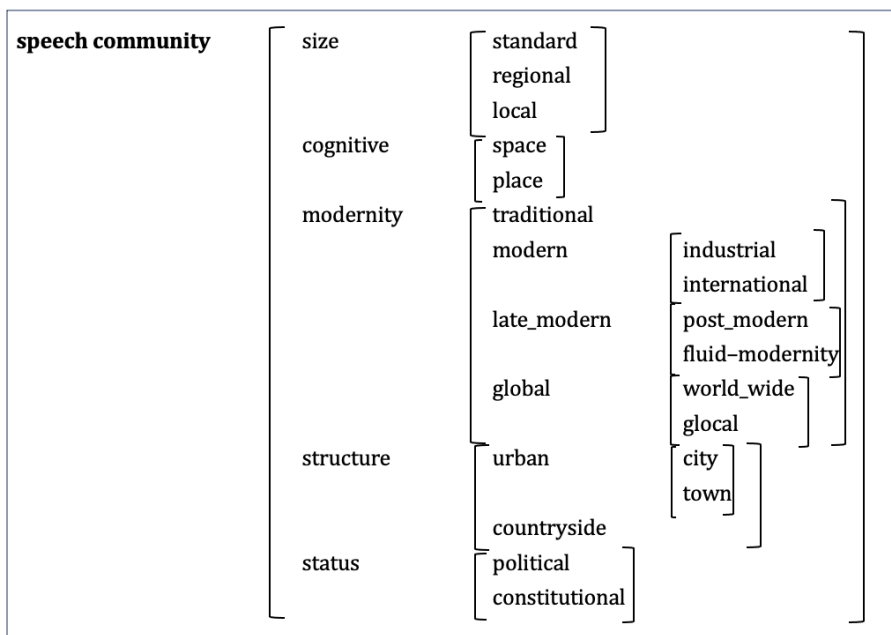 speech community size standard
regional
local
cognitive space
place
modernity traditional
modern industrial
international
late_modern post_modern
fluid–modernity
global world_wide
glocal
structure urban city
town
countryside
status political
constitutional